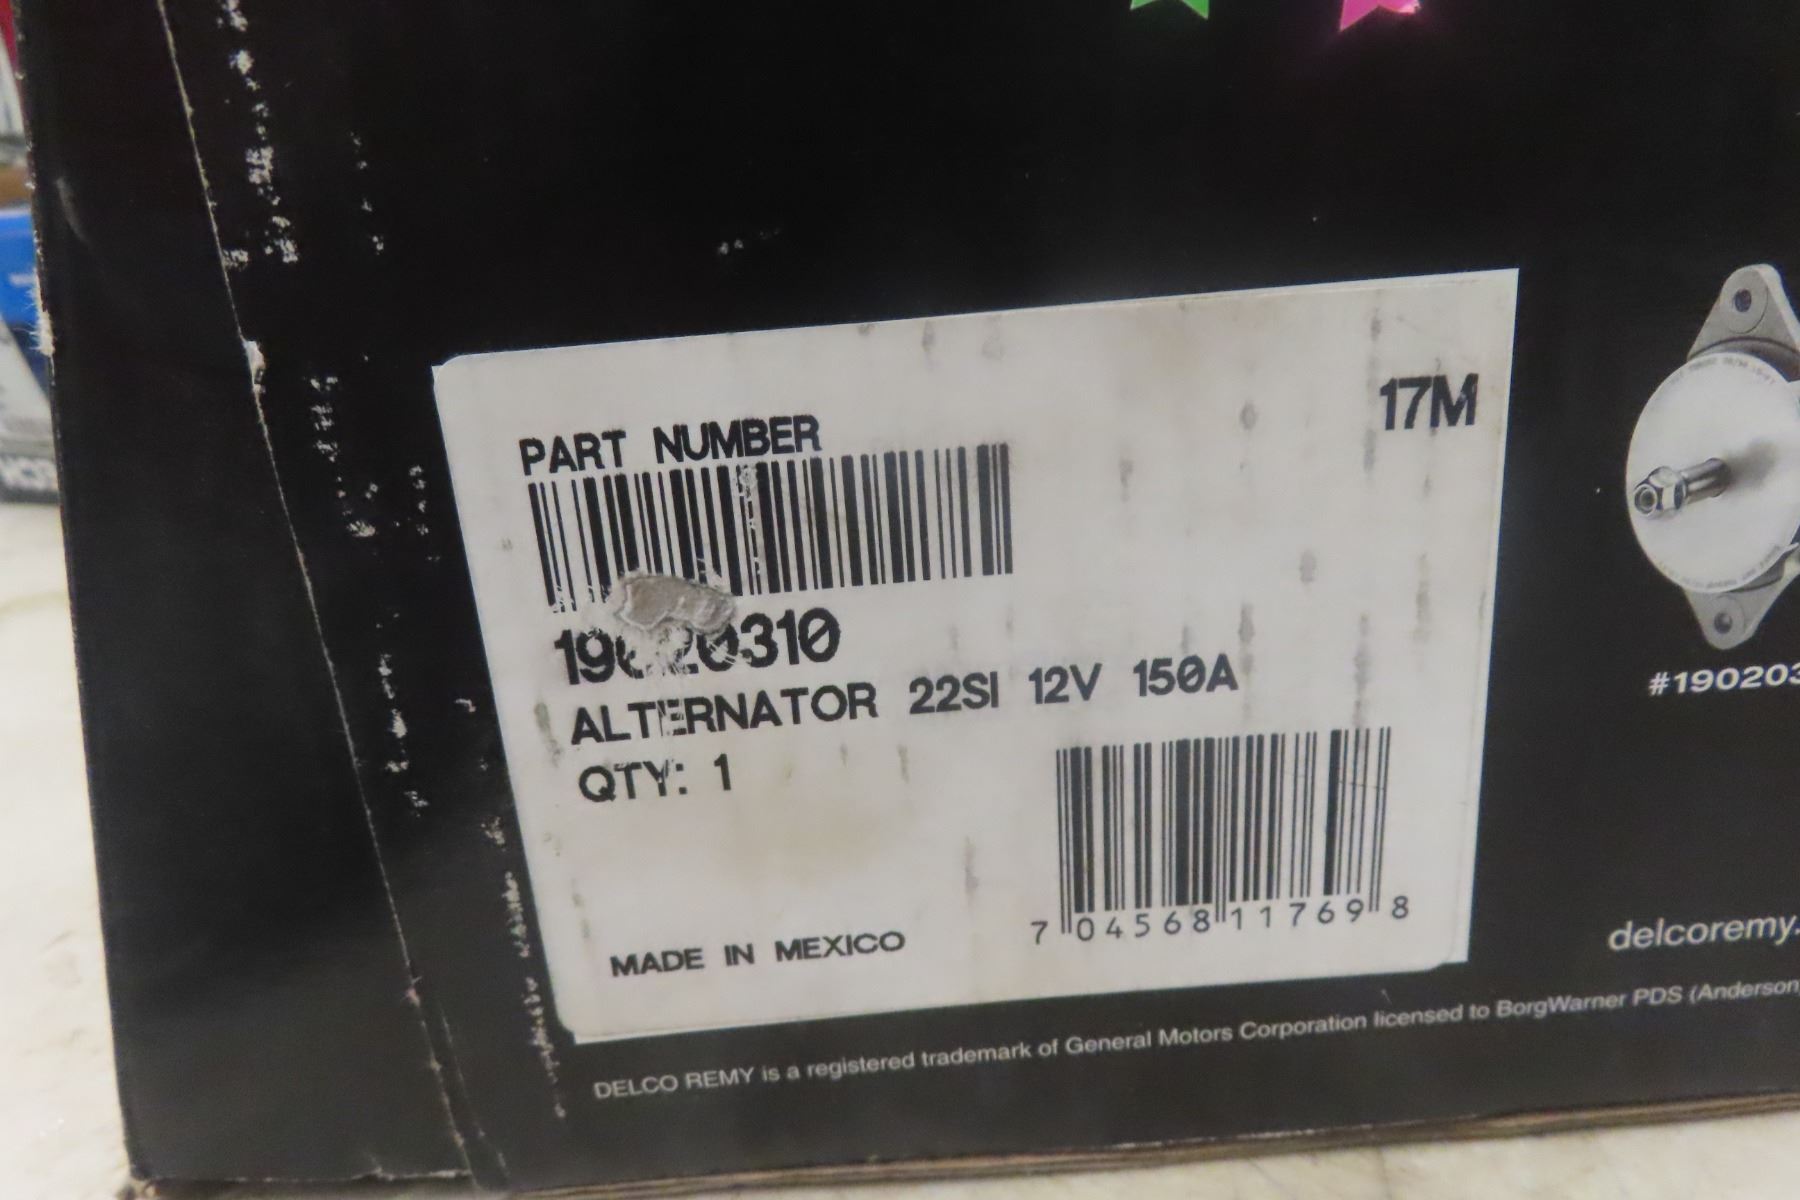 17M
PART NUMBER
ALTERNATOR 22SI 12V 150A
QTY: 1
MADE IN MEXICO
7 04568 11769 8
#190203
delcoremy.
DELCO REMY is a registered trademark of General Motors Corporation licensed to BorgWarner PDS (Anderson